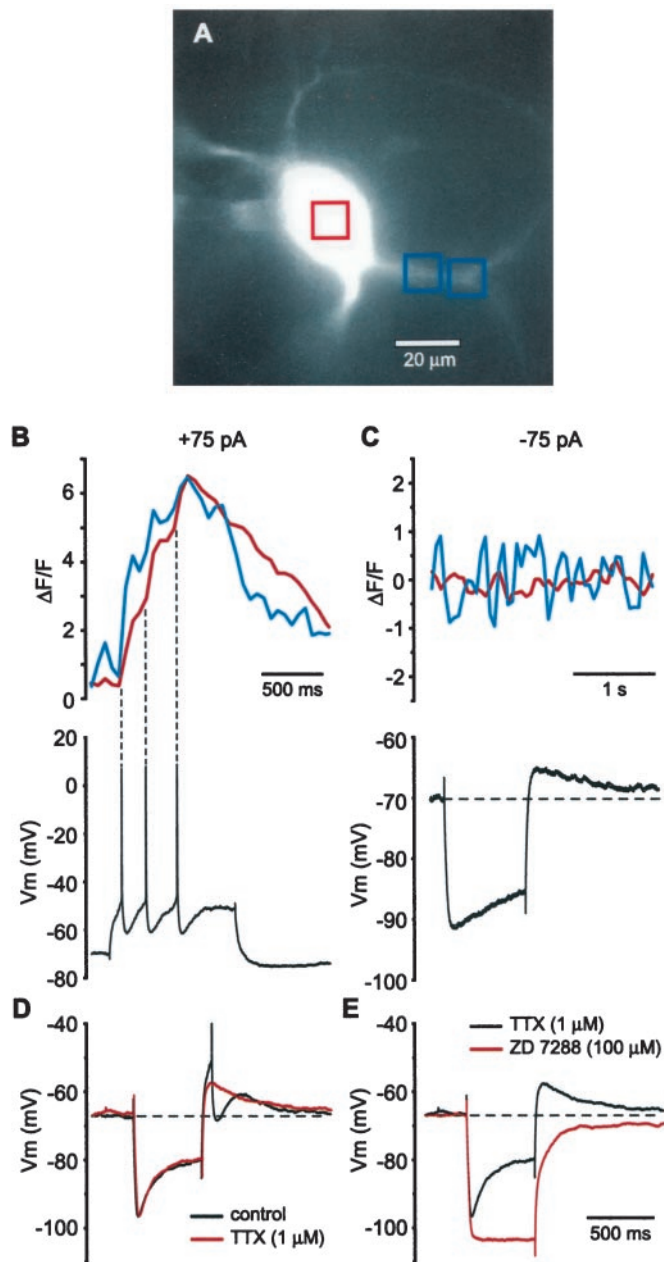 A
20 μm
B
+75 pA
C
-75 pA
ΔF/F
6
4
2
0
500 ms
ΔF/F
2
1
0
-1
-2
1 s
Vm (mV)
20
0
-20
-40
-60
-80
Vm (mV)
-60
-70
-80
-90
-100
D
Vm (mV)
-40
-60
-80
-100
control
TTX (1 μM)
E
Vm (mV)
-40
-60
-80
-100
TTX (1 μM)
ZD 7288 (100 μM)
500 ms